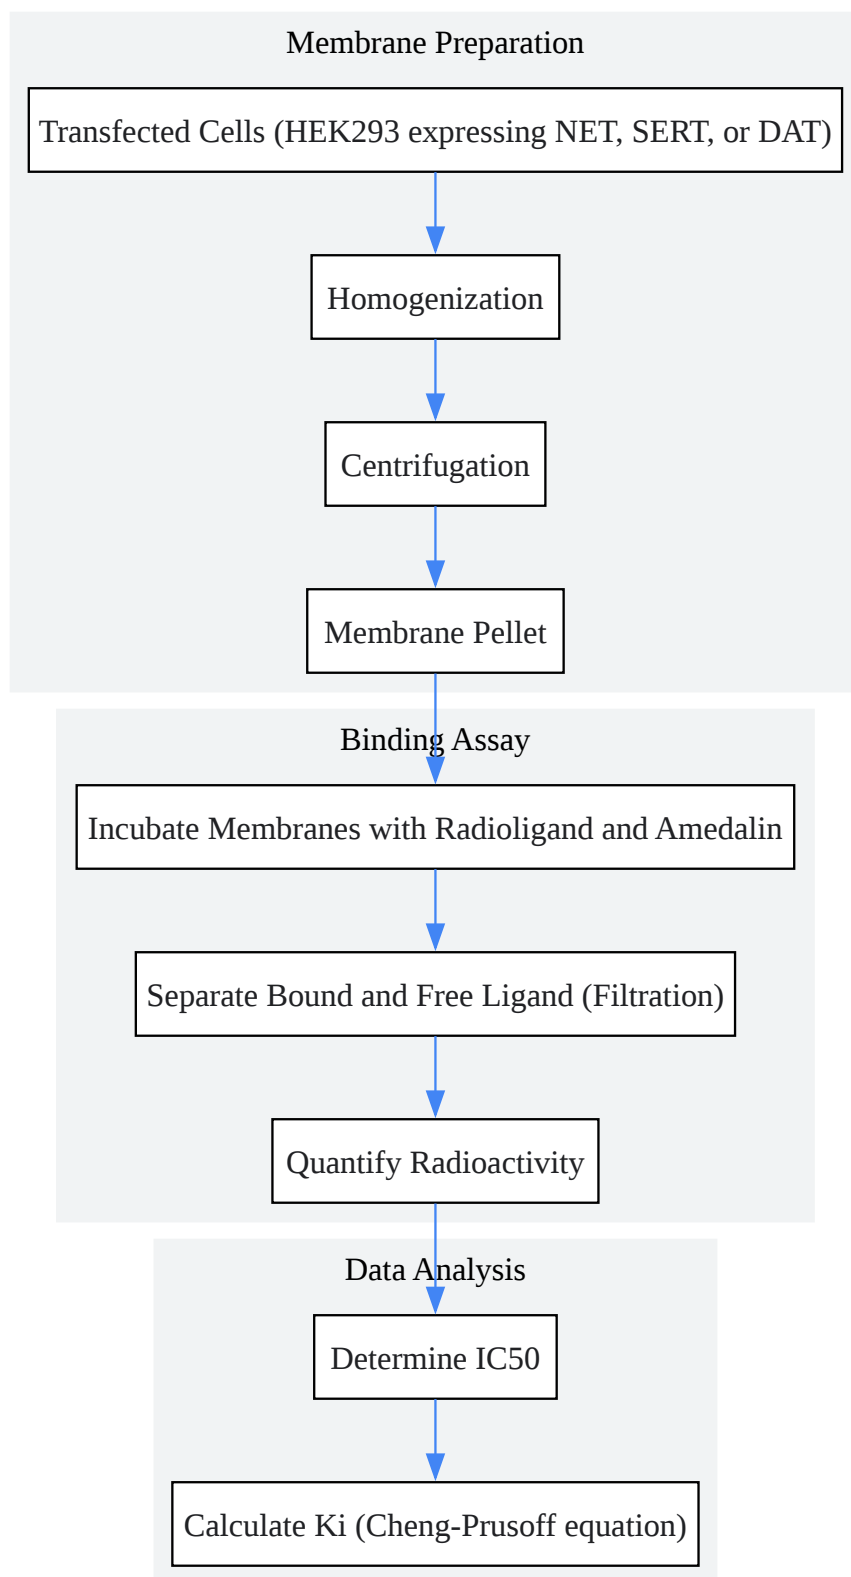 Membrane Preparation
Transfected Cells (HEK293 expressing NET, SERT, or DAT)
Homogenization
Centrifugation
Membrane Pellet
Binding Assay
Incubate Membranes with Radioligand and Amedalin
Separate Bound and Free Ligand (Filtration)
Quantify Radioactivity
Data Analysis
Determine IC50
Calculate Ki (Cheng-Prusoff equation)